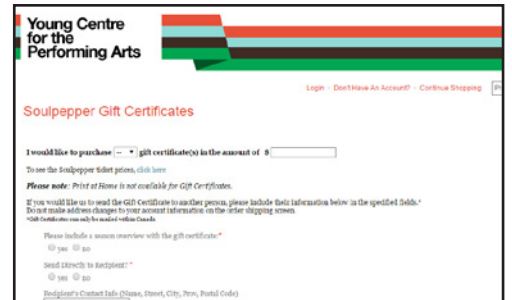 Young Centre
for the
Performing Arts
Login - Don't Have An Account? - Continue Shopping
Soulpepper Gift Certificates
I would like to purchase -- gift certificate(s) in the amount of $
To see the Soulpepper ticket prices, click here
Please note: Print at Home is not available for Gift Certificates.
If you would like us to send the Gift Certificate to another person, please include their information below in the specified fields.*
Do not make address changes to your account information on the order shipping screen.
*Gift Certificates can only be mailed within Canada.
Please include a season overview with the gift certificate:*
yes no
Send Directly to Recipient? *
yes no
Recipient's Contact Info (Name, Street, City, Prov, Postal Code)